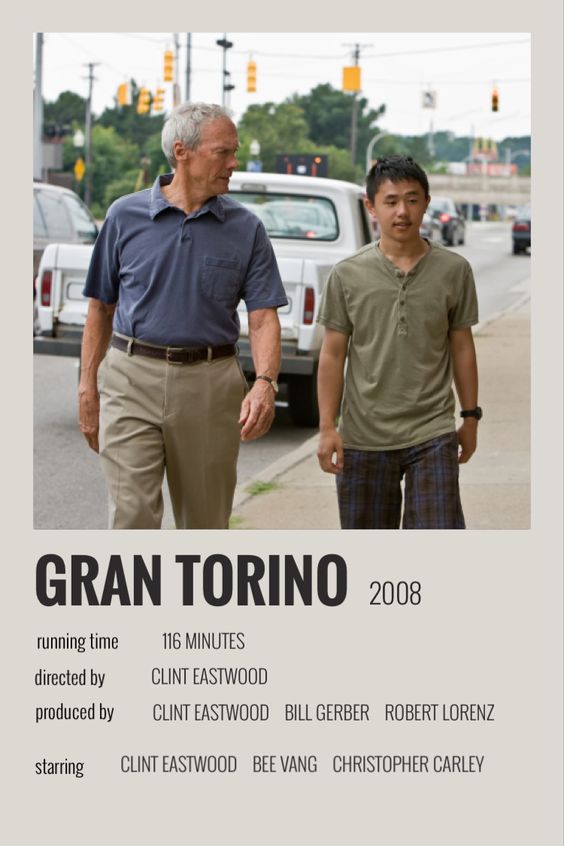 GRAN TORINO 2008
running time 116 MINUTES
directed by CLINT EASTWOOD
produced by CLINT EASTWOOD BILL GERBER ROBERT LORENZ
starring CLINT EASTWOOD BEE VANG CHRISTOPHER CARLEY